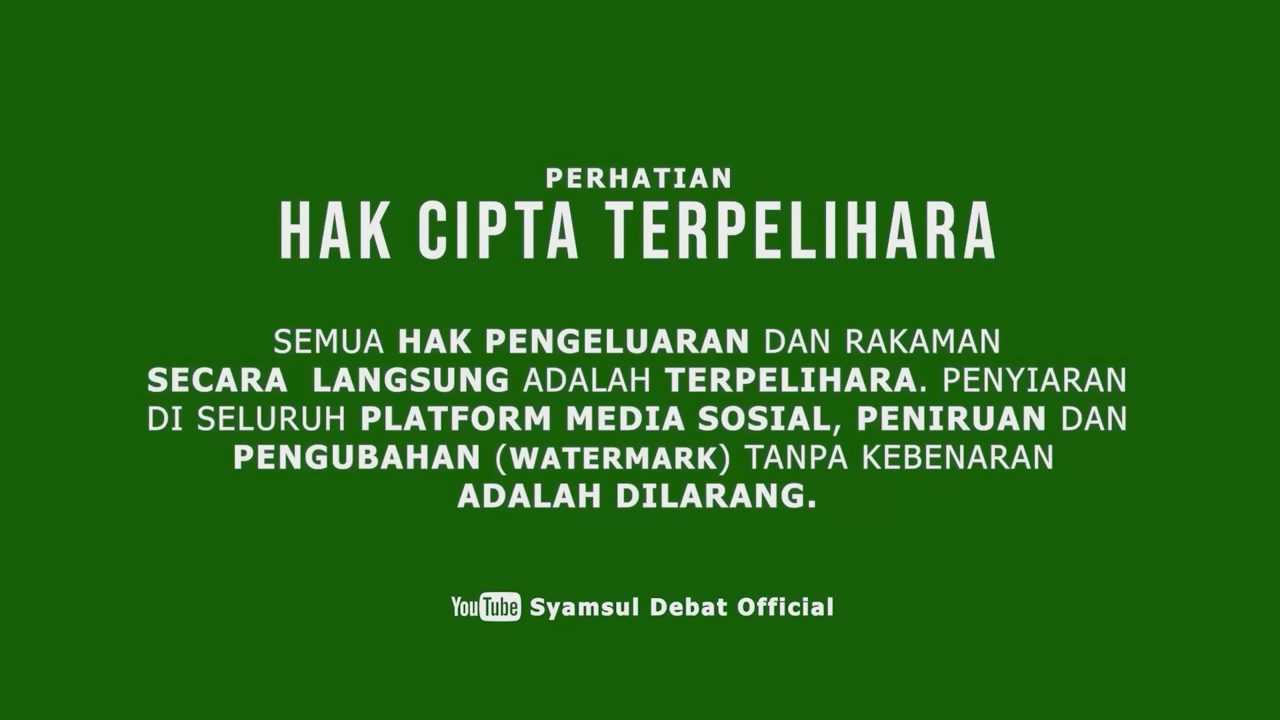 PERHATIAN
HAK CIPTA TERPELIHARA
SEMUA HAK PENGELUARAN DAN RAKAMAN
SECARA LANGSUNG ADALAH TERPELIHARA. PENYIARAN
DI SELURUH PLATFORM MEDIA SOSIAL, PENIRUAN DAN
PENGUBAHAN (WATERMARK) TANPA KEBENARAN
ADALAH DILARANG.
YouTube Syamsul Debat Official